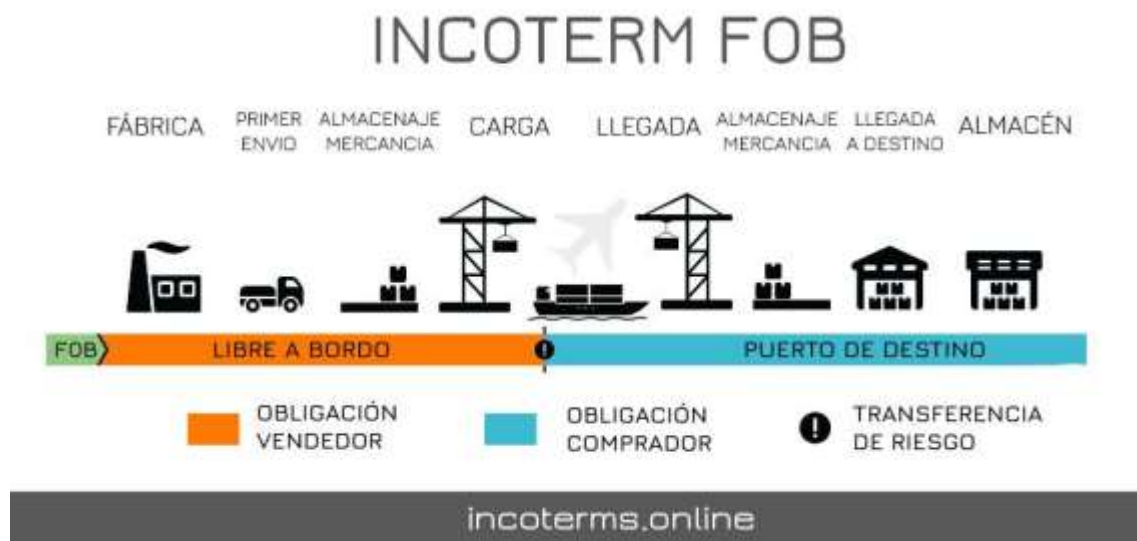 INCOTERM FOB
FÁBRICA
PRIMER
ENVIO
ALMACENAJE
MERCANCIA
CARGA
LLEGADA
ALMACENAJE
MERCANCIA
LLEGADA
A DESTINO
ALMACÉN
FOB
LIBRE A BORDO
PUERTO DE DESTINO
OBLIGACIÓN
VENDEDOR
OBLIGACIÓN
COMPRADOR
TRANSFERENCIA
DE RIESGO
incoterms.online